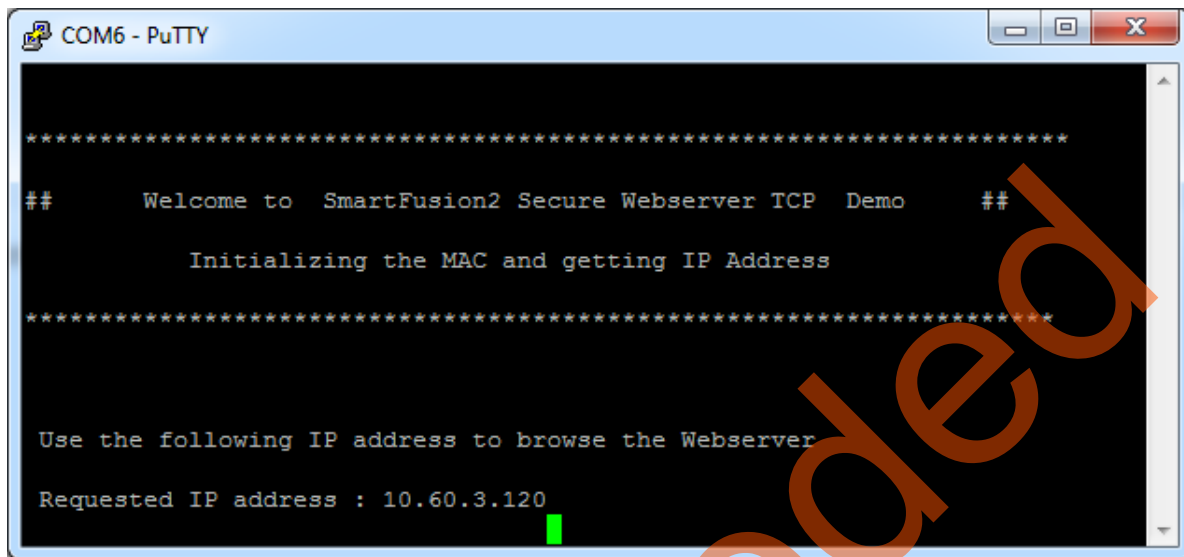 COM6 - PuTTY
**********************************************************************
##      Welcome to  SmartFusion2 Secure Webserver TCP  Demo     ##
Initializing the MAC and getting IP Address
*********************************************************************
Use the following IP address to browse the Webserver
Requested IP address : 10.60.3.120
ded